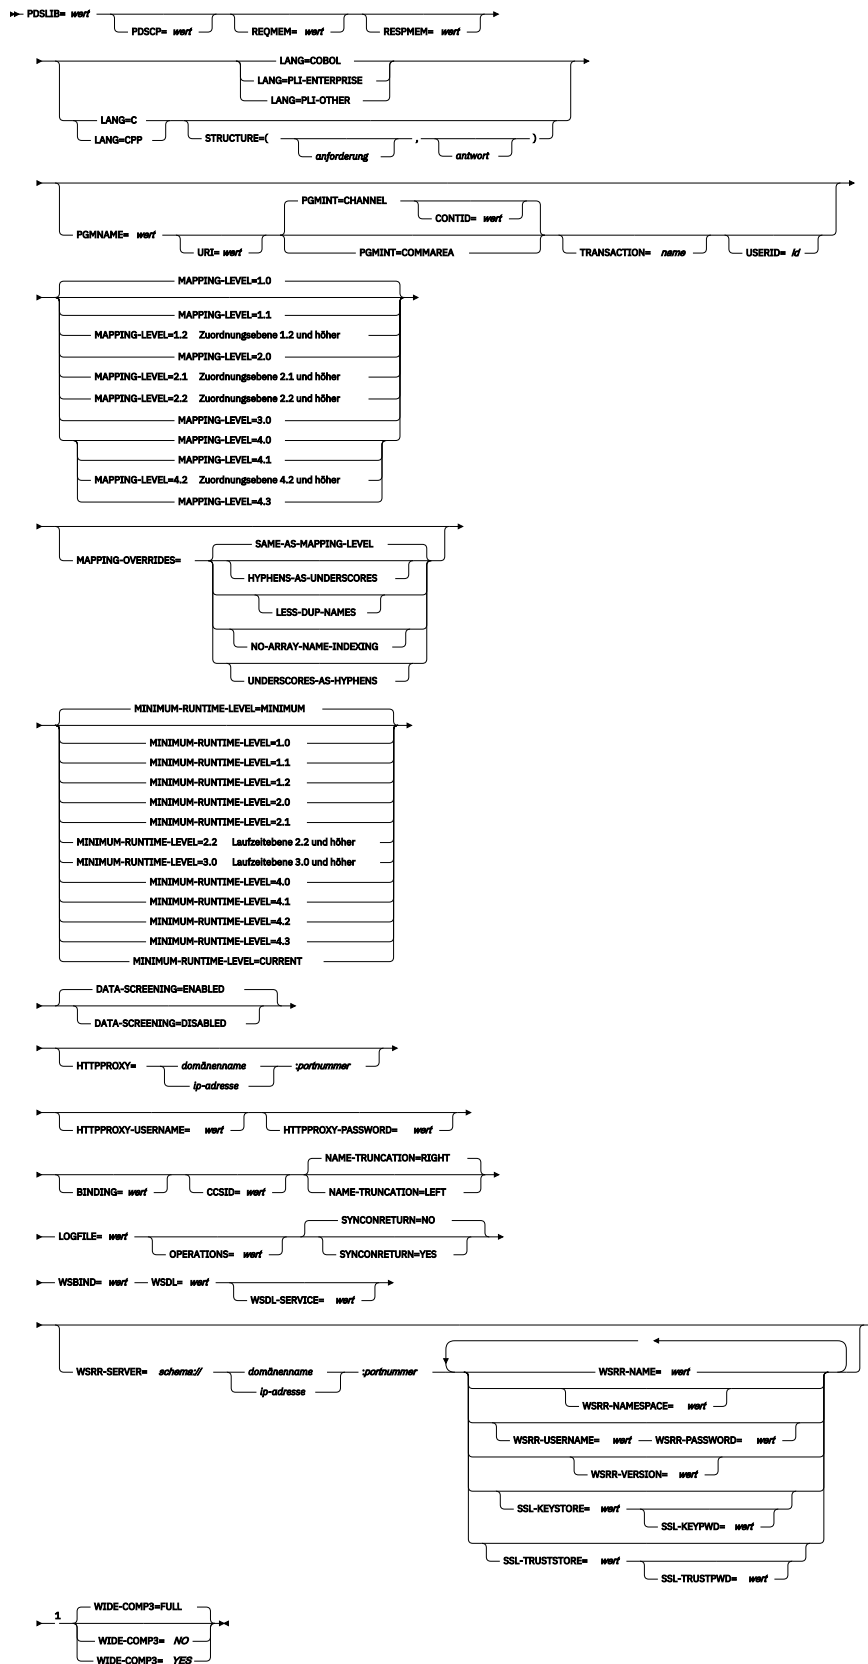 PDSLIB= wert
PDSCP= wert REQMEM= wert RESPMEM= wert
LANG=COBOL
LANG=PLI-ENTERPRISE
LANG=PLI-OTHER
LANG=C
LANG=CPP STRUCTURE=( , )
anforderung antwort
PGMINT=CHANNEL
CONTID= wert
PGMNAME= wert
URI= wert PGMINT=COMMAREA TRANSACTION= name USERID= id
MAPPING-LEVEL=1.0
MAPPING-LEVEL=1.1
MAPPING-LEVEL=1.2 Zuordnungsebene 1.2 und höher
MAPPING-LEVEL=2.0
MAPPING-LEVEL=2.1 Zuordnungsebene 2.1 und höher
MAPPING-LEVEL=2.2 Zuordnungsebene 2.2 und höher
MAPPING-LEVEL=3.0
MAPPING-LEVEL=4.0
MAPPING-LEVEL=4.1
MAPPING-LEVEL=4.2 Zuordnungsebene 4.2 und höher
MAPPING-LEVEL=4.3
SAME-AS-MAPPING-LEVEL
MAPPING-OVERRIDES=
HYPHENS-AS-UNDERSCORES
LESS-DUP-NAMES
NO-ARRAY-NAME-INDEXING
UNDERSCORES-AS-HYPHENS
MINIMUM-RUNTIME-LEVEL=MINIMUM
MINIMUM-RUNTIME-LEVEL=1.0
MINIMUM-RUNTIME-LEVEL=1.1
MINIMUM-RUNTIME-LEVEL=1.2
MINIMUM-RUNTIME-LEVEL=2.0
MINIMUM-RUNTIME-LEVEL=2.1
MINIMUM-RUNTIME-LEVEL=2.2 Laufzeitebene 2.2 und höher
MINIMUM-RUNTIME-LEVEL=3.0 Laufzeitebene 3.0 und höher
MINIMUM-RUNTIME-LEVEL=4.0
MINIMUM-RUNTIME-LEVEL=4.1
MINIMUM-RUNTIME-LEVEL=4.2
MINIMUM-RUNTIME-LEVEL=4.3
MINIMUM-RUNTIME-LEVEL=CURRENT
DATA-SCREENING=ENABLED
DATA-SCREENING=DISABLED
HTTPPROXY= domänenname :portnummer
ip-adresse
HTTPPROXY-USERNAME= wert HTTPPROXY-PASSWORD= wert
NAME-TRUNCATION=RIGHT
BINDING= wert CCSID= wert NAME-TRUNCATION=LEFT
SYNCONRETURN=NO
LOGFILE= wert
OPERATIONS= wert SYNCONRETURN=YES
WSBIND= wert WSDL= wert
WSDL-SERVICE= wert
WSRR-SERVER= schema:// domänenname :portnummer WSRR-NAME= wert
ip-adresse
WSRR-NAMESPACE= wert
WSRR-USERNAME= wert WSRR-PASSWORD= wert
WSRR-VERSION= wert
SSL-KEYSTORE= wert
SSL-KEYPWD= wert
SSL-TRUSTSTORE= wert
SSL-TRUSTPWD= wert
WIDE-COMP3=FULL
1
WIDE-COMP3= NO
WIDE-COMP3= YES